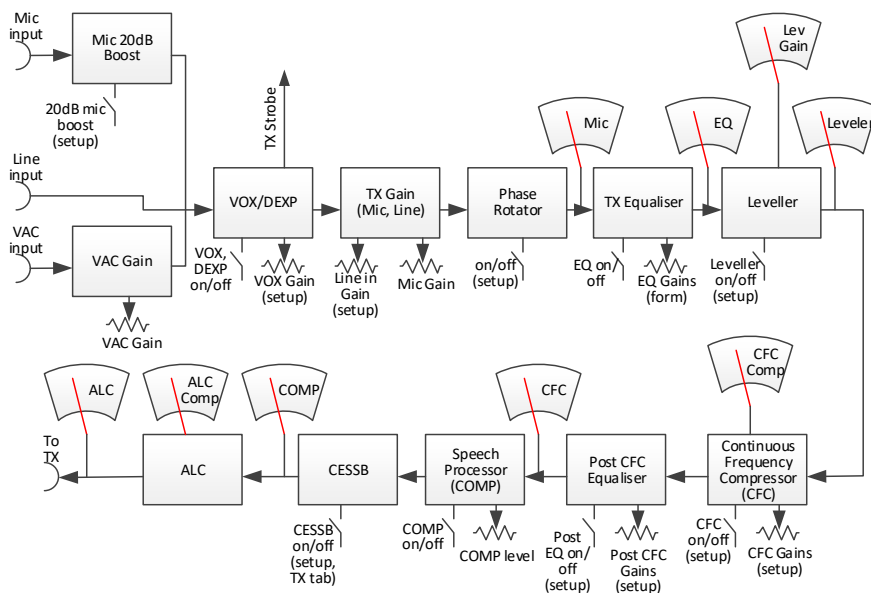 Mic
input
Mic 20dB
Boost
20dB mic
boost
(setup)
Line
input
VAC
input
VAC Gain
VAC Gain
TX Strobe
VOX/DEXP
VOX,
DEXP
on/off
VOX Gain
(setup)
TX Gain
(Mic, Line)
Line in
Gain
(setup)
Mic Gain
Phase
Rotator
on/off
(setup)
Mic
TX Equaliser
EQ on/
off
EQ Gains
(form)
EQ
Lev
Gain
Leveller
Leveller
on/off
(setup)
Leveler
ALC
ALC
Comp
COMP
CFC
CFC
Comp
To
TX
ALC
CESSB
CESSB
on/off
(setup,
TX tab)
Speech
Processor
(COMP)
COMP
on/off
COMP level
Post CFC
Equaliser
Post
EQ on/
off
(setup)
Post CFC
Gains
(setup)
Continuous
Frequency
Compressor
(CFC)
CFC
on/off
(setup)
CFC Gains
(setup)